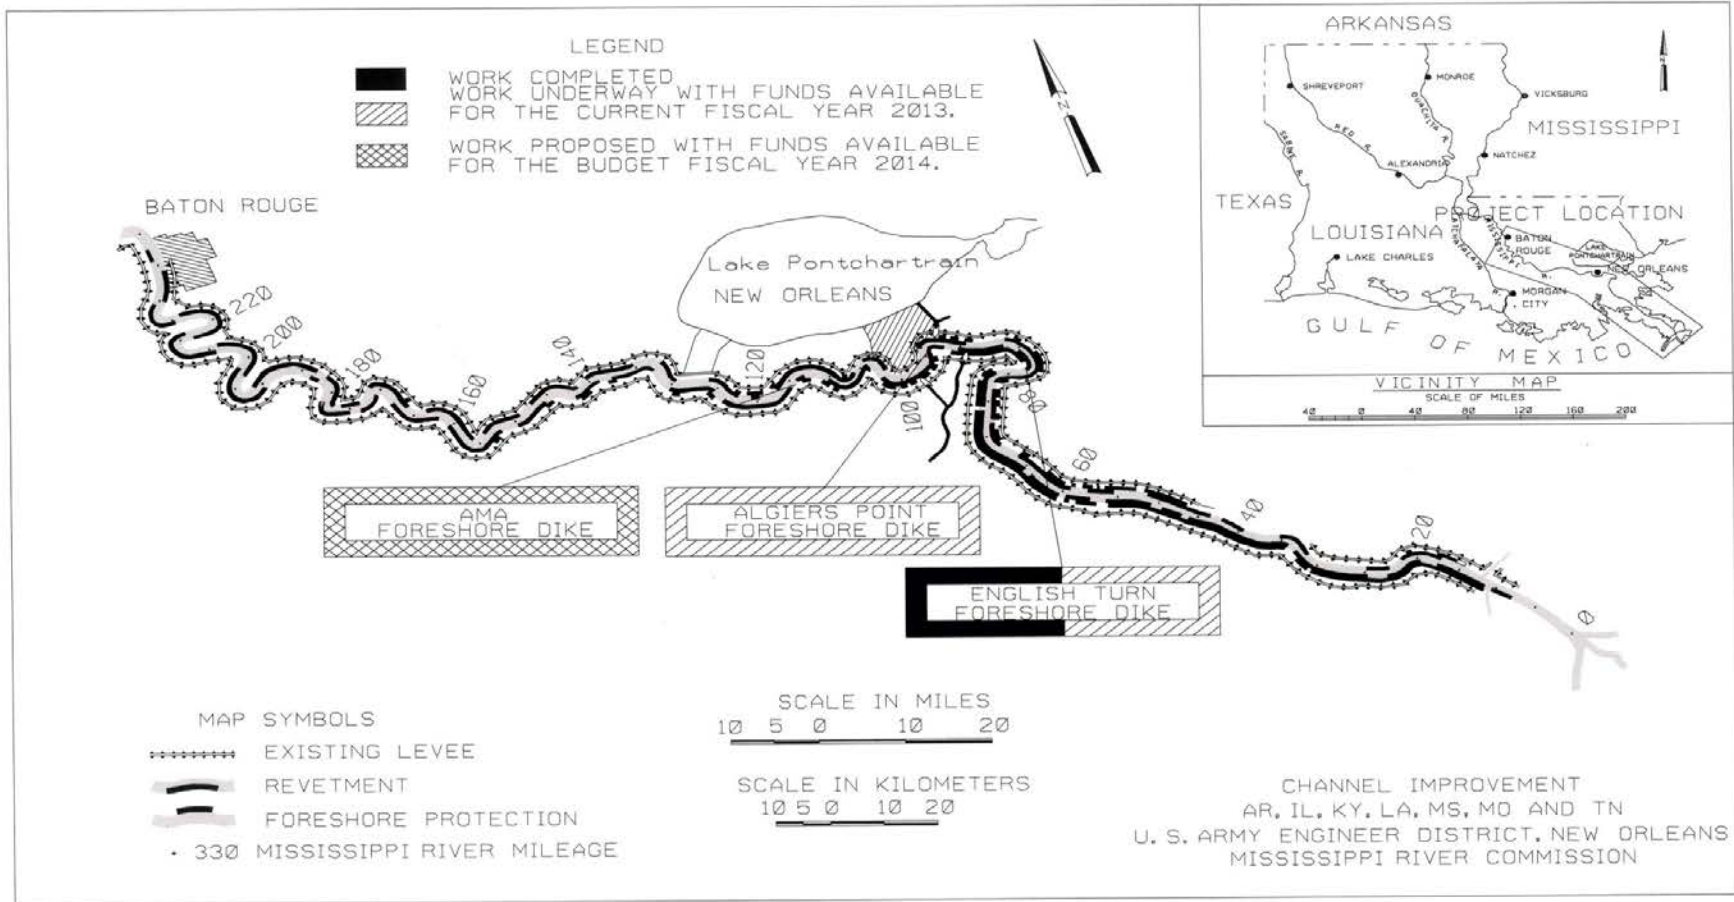 LEGEND
WORK COMPLETED
WORK UNDERWAY WITH FUNDS AVAILABLE
FOR THE CURRENT FISCAL YEAR 2013.
WORK PROPOSED WITH FUNDS AVAILABLE
FOR THE BUDGET FISCAL YEAR 2014.
N
BATON ROUGE
Lake Pontchartrain
NEW ORLEANS
220
200
180
160
140
120
100
80
60
40
20
0
AMA
FORESHORE DIKE
ALGIERS POINT
FORESHORE DIKE
ENGLISH TURN
FORESHORE DIKE
ARKANSAS
SHREVEPORT
MONROE
VICKSBURG
OUACHITA R.
MISSISSIPPI
RED R.
SABINE R.
ALEXANDRIA
NATCHEZ
TEXAS
PROJECT LOCATION
LOUISIANA
ATCHAFALAYA R.
MISSISSIPPI R.
BATON
ROUGE
LAKE
PONTCHARTRAIN
LAKE CHARLES
NEW ORLEANS
MORGAN
CITY
GULF OF MEXICO
VICINITY MAP
SCALE OF MILES
40 0 40 80 120 160 200
MAP SYMBOLS
EXISTING LEVEE
REVETMENT
FORESHORE PROTECTION
· 330 MISSISSIPPI RIVER MILEAGE
SCALE IN MILES
10 5 0 10 20
SCALE IN KILOMETERS
10 5 0 10 20
CHANNEL IMPROVEMENT
AR, IL, KY, LA, MS, MO AND TN
U. S. ARMY ENGINEER DISTRICT, NEW ORLEANS
MISSISSIPPI RIVER COMMISSION